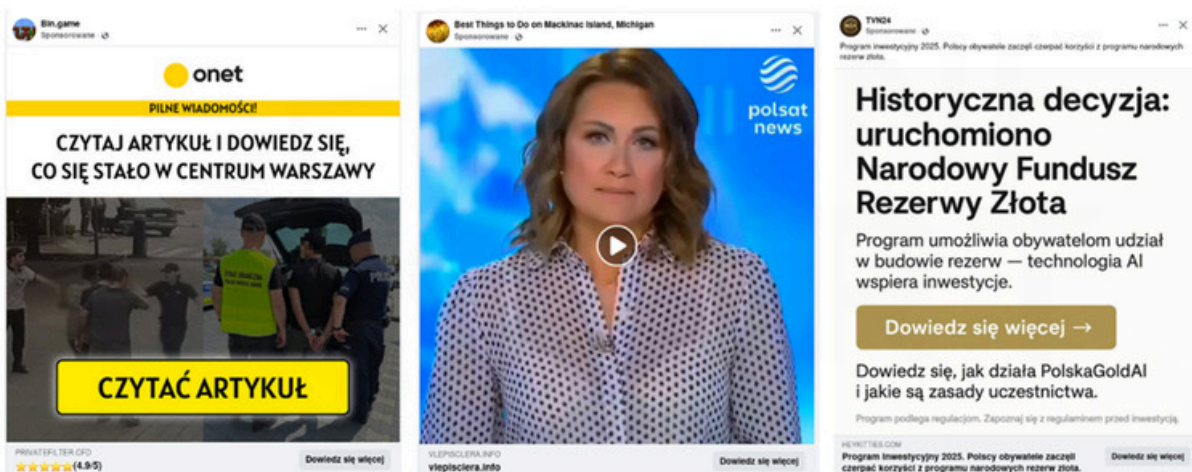 Bin.game
Sponsorowane
onet
PILNE WIADOMOŚCI!
CZYTAJ ARTYKUŁ I DOWIEDZ SIĘ,
CO SIĘ STAŁO W CENTRUM WARSZAWY
CZYTAĆ ARTYKUŁ
PRIVATEFILTER.CFD
(4.9/5)
Dowiedz się więcej
Best Things to Do on Mackinac Island, Michigan
Sponsorowane
polsat
news
VLEPISCLERA.INFO
vlepisclera.info
Dowiedz się więcej
TVN24
Sponsorowane
Program inwestycyjny 2025. Polscy obywatele zaczęli czerpać korzyści z programu narodowych
rezerw złota.
Historyczna decyzja:
uruchomiono
Narodowy Fundusz
Rezerwy Złota
Program umożliwia obywatelom udział
w budowie rezerw — technologia AI
wspiera inwestycje.
Dowiedz się więcej →
Dowiedz się, jak działa PolskaGoldAI
i jakie są zasady uczestnictwa.
Program podlega regulacjom. Zapoznaj się z regulaminem przed inwestycją.
HEYKITTIES.COM
Program Inwestycyjny 2025. Polscy obywatele zaczęli
czerpać korzyści z programu narodowych rezerw złota.
Dowiedz się więcej